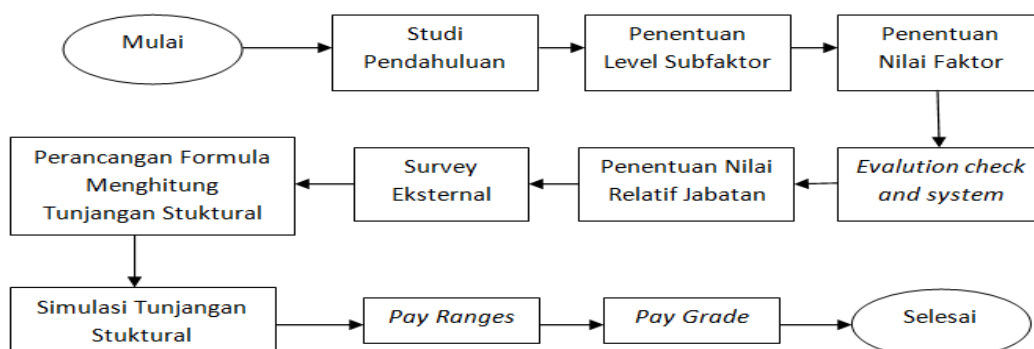 Mulai
Studi
Pendahuluan
Penentuan
Level Subfaktor
Penentuan
Nilai Faktor
Evalution check
and system
Penentuan Nilai
Relatif Jabatan
Survey
Eksternal
Perancangan Formula
Menghitung
Tunjangan Stuktural
Simulasi Tunjangan
Stuktural
Pay Ranges
Pay Grade
Selesai